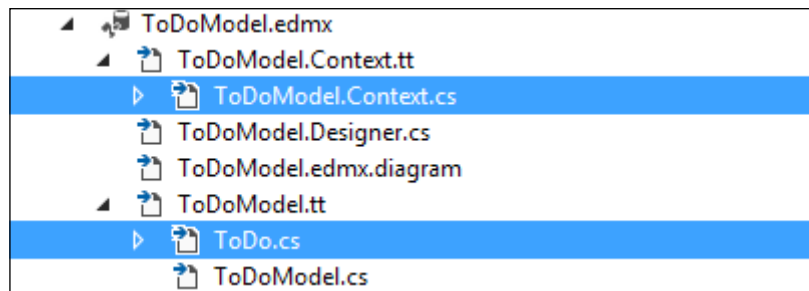 ToDoModel.edmx
ToDoModel.Context.tt
ToDoModel.Context.cs
ToDoModel.Designer.cs
ToDoModel.edmx.diagram
ToDoModel.tt
ToDo.cs
ToDoModel.cs